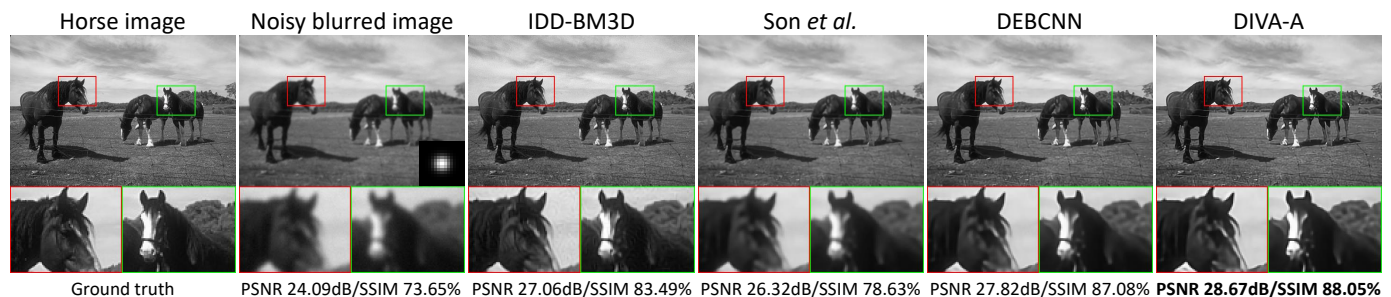 Horse image
Noisy blurred image
IDD-BM3D
Son et al.
DEBCNN
DIVA-A
Ground truth
PSNR 24.09dB/SSIM 73.65%
PSNR 27.06dB/SSIM 83.49%
PSNR 26.32dB/SSIM 78.63%
PSNR 27.82dB/SSIM 87.08%
PSNR 28.67dB/SSIM 88.05%